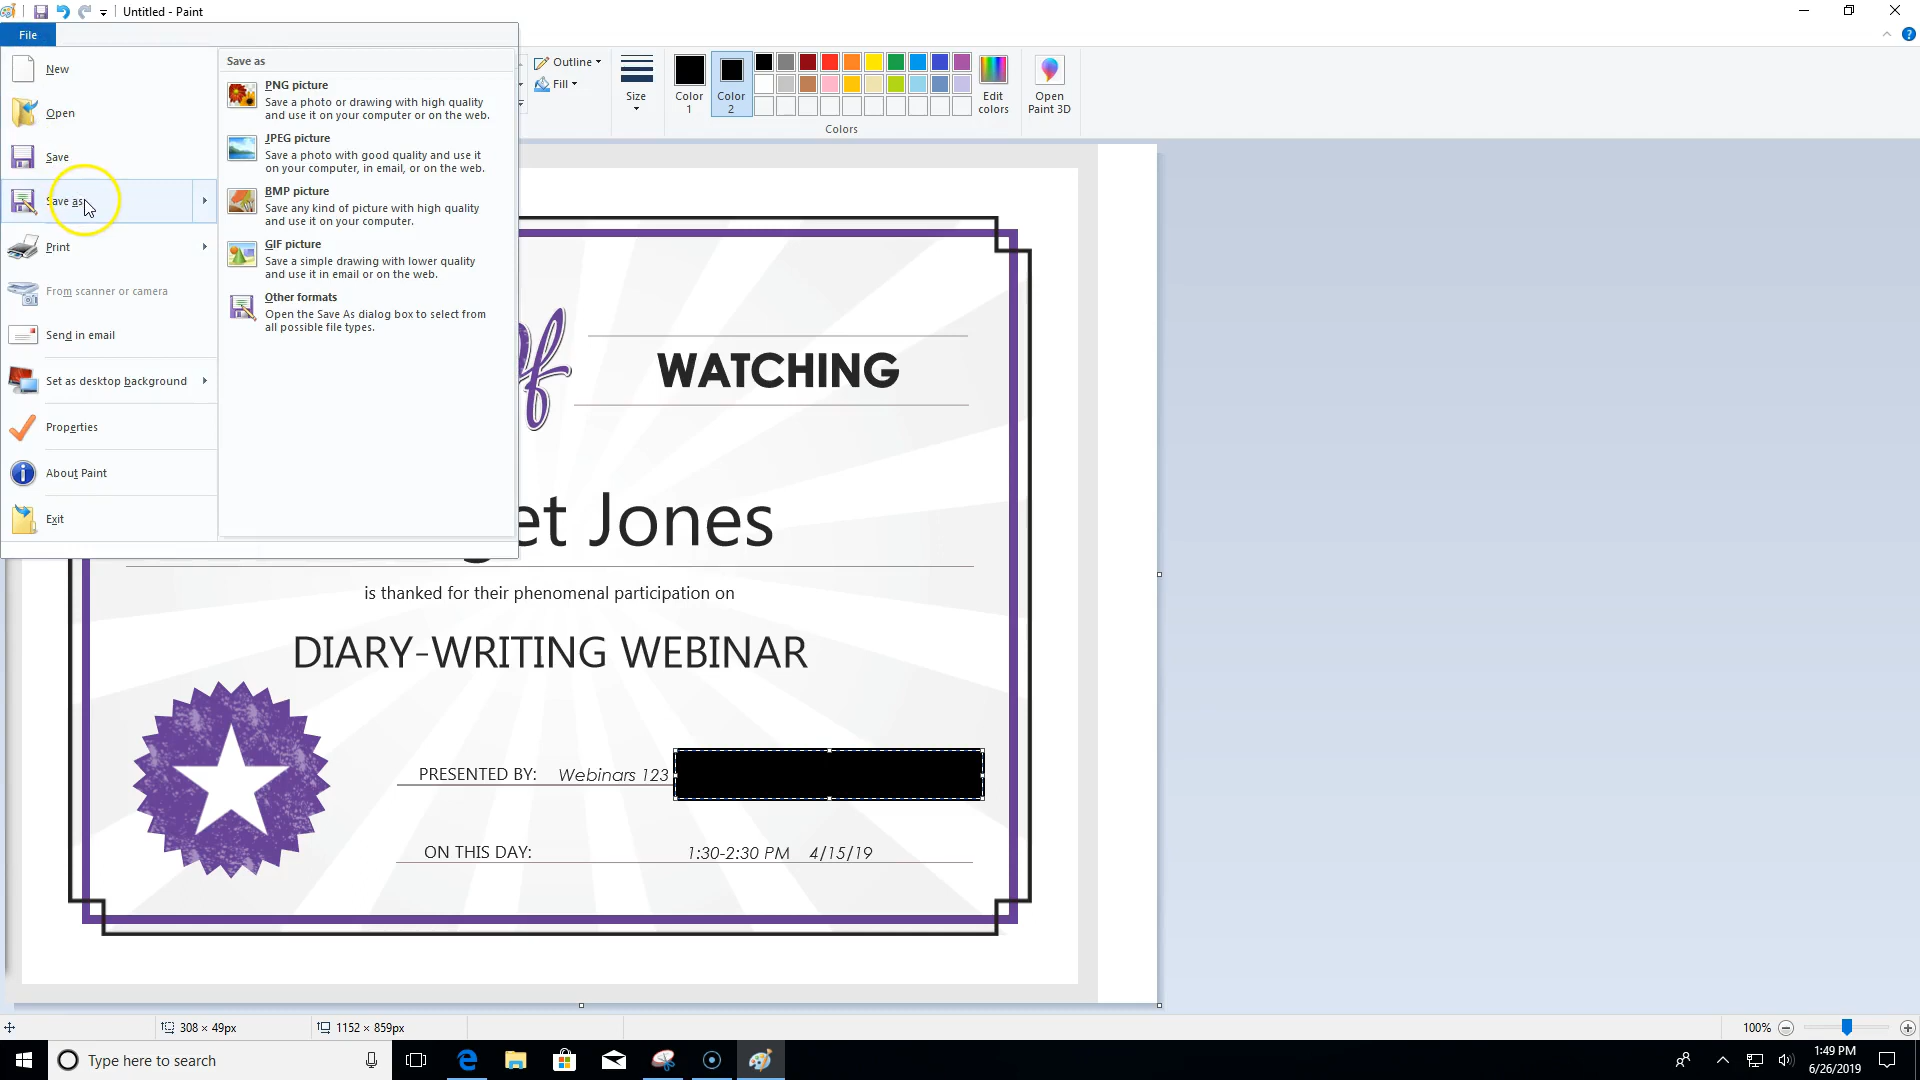 Untitled - Paint
File
New
Open
Save
Save as
Print
From scanner or camera
Send in email
Set as desktop background
Properties
About Paint
Exit
Save as
PNG picture
Save a photo or drawing with high quality
and use it on your computer or on the web.
JPEG picture
Save a photo with good quality and use it
on your computer, in email, or on the web.
BMP picture
Save any kind of picture with high quality
and use it on your computer.
GIF picture
Save a simple drawing with lower quality
and use it in email or on the web.
Other formats
Open the Save As dialog box to select from
all possible file types.
Outline
Fill
Size
Color
1
Color
2
Edit
colors
Open
Paint 3D
Colors
of
WATCHING
et Jones
is thanked for their phenomenal participation on
DIARY-WRITING WEBINAR
PRESENTED BY: Webinars 123
ON THIS DAY: 1:30-2:30 PM 4/15/19
308 × 49px
1152 × 859px
100%
Type here to search
1:49 PM
6/26/2019